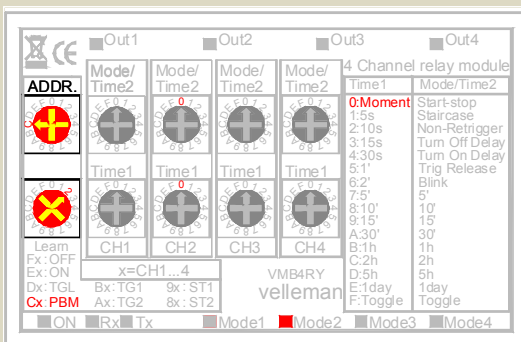 Out1 Out2 Out3 Out4
CE
ADDR.
Mode/ Time2 Mode/ Time2 Mode/ Time2 Mode/ Time2
4 Channel relay module
Time1 Mode/Time2
0:Moment Start-stop
1:5s Staircase
2:10s Non-Retrigger
3:15s Turn Off Delay
4:30s Turn On Delay
5:1' Trig Release
6:2' Blink
7:5' 5'
8:10' 10'
9:15' 15'
A:30' 30'
B:1h 1h
C:2h 2h
D:5h 5h
E:1day 1day
F:Toggle Toggle
Time1 Time1 Time1 Time1
CH1 CH2 CH3 CH4
Learn
Fx:OFF
Ex:ON
Dx:TGL
Cx:PBM
x=CH1...4
Bx:TG1 9x:ST1
Ax:TG2 8x:ST2
VMB4RY
velleman
ON Rx Tx Mode1 Mode2 Mode3 Mode4